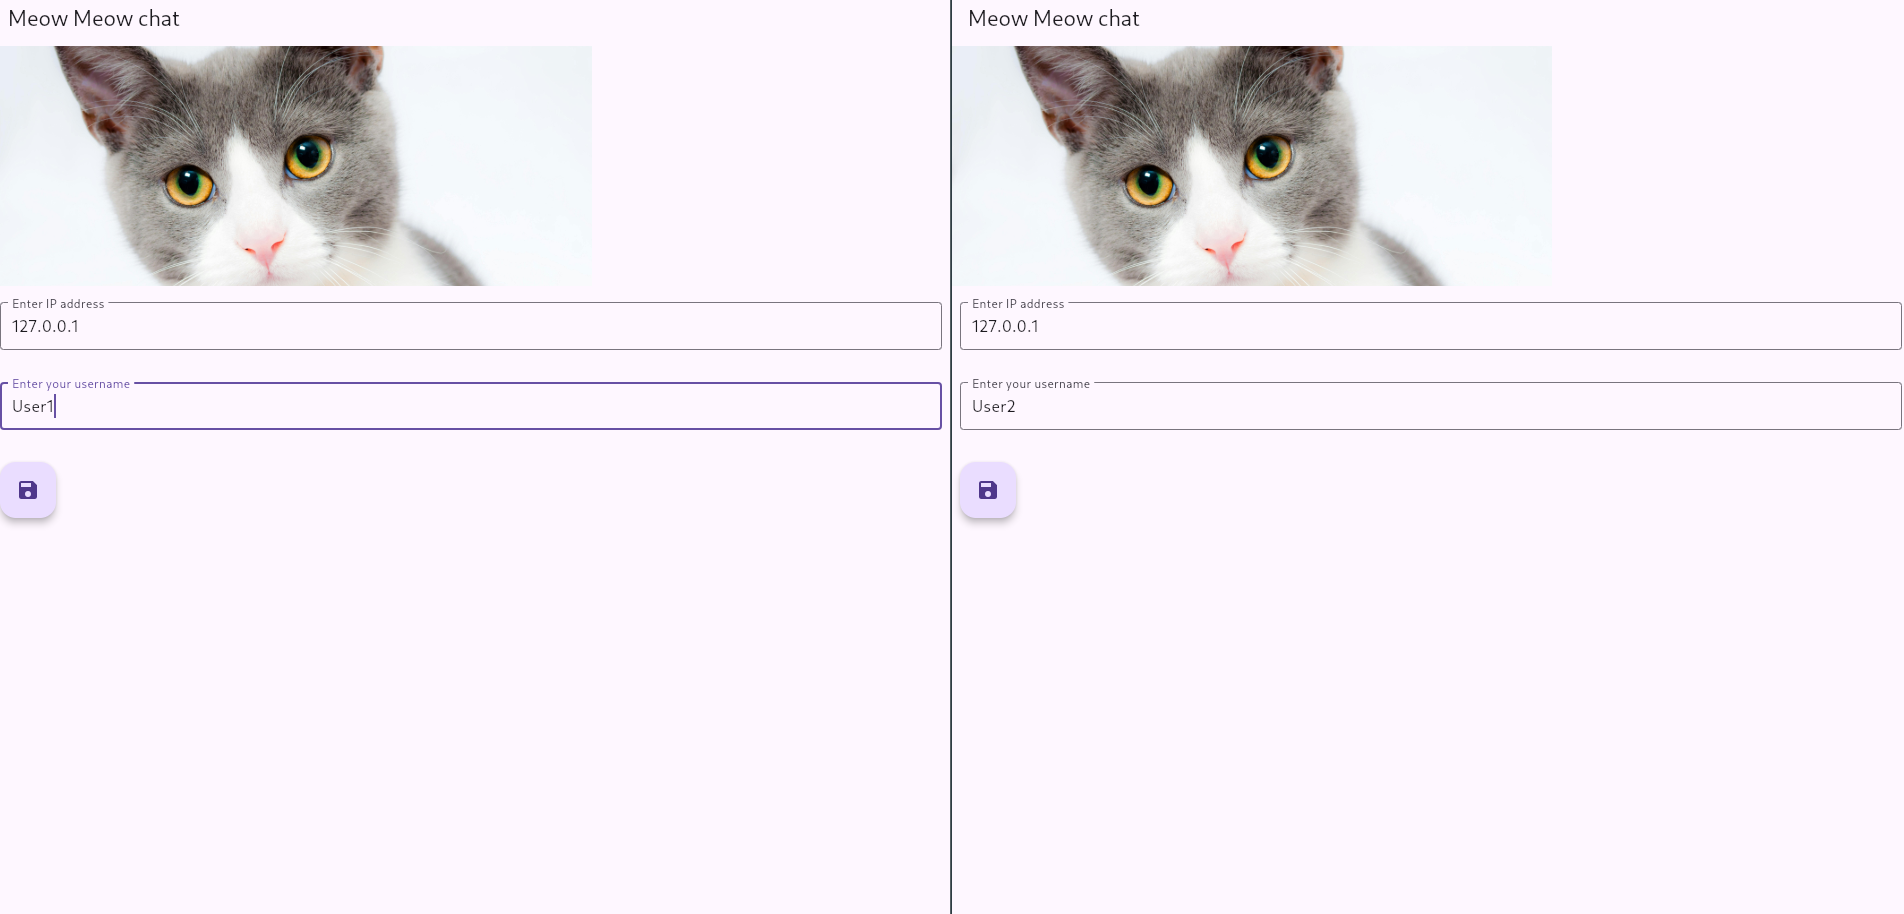 Meow Meow chat
Enter IP address
127.0.0.1
Enter your username
User1
Meow Meow chat
Enter IP address
127.0.0.1
Enter your username
User2